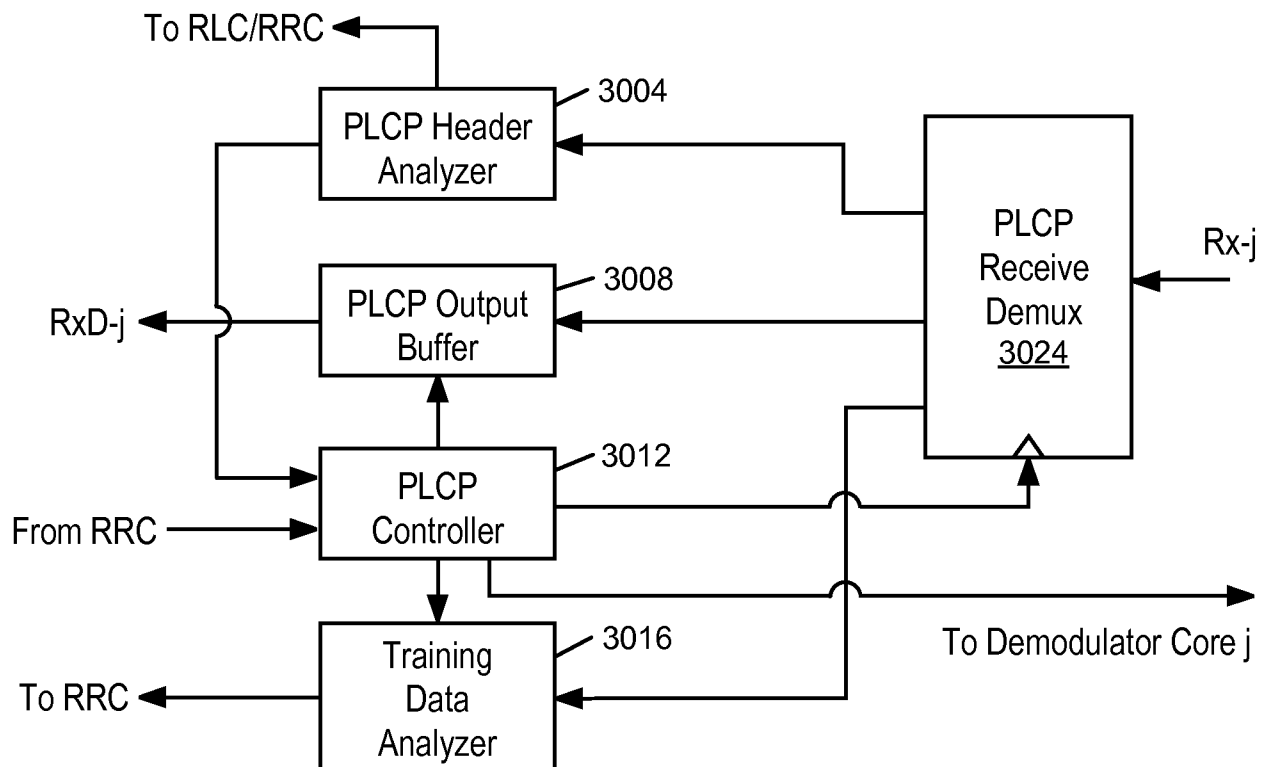 To RLC/RRC
3004
PLCP Header
Analyzer
PLCP
Receive
Demux
3024
Rx-j
3008
PLCP Output
Buffer
RxD-j
3012
PLCP
Controller
From RRC
3016
Training
Data
Analyzer
To Demodulator Core j
To RRC